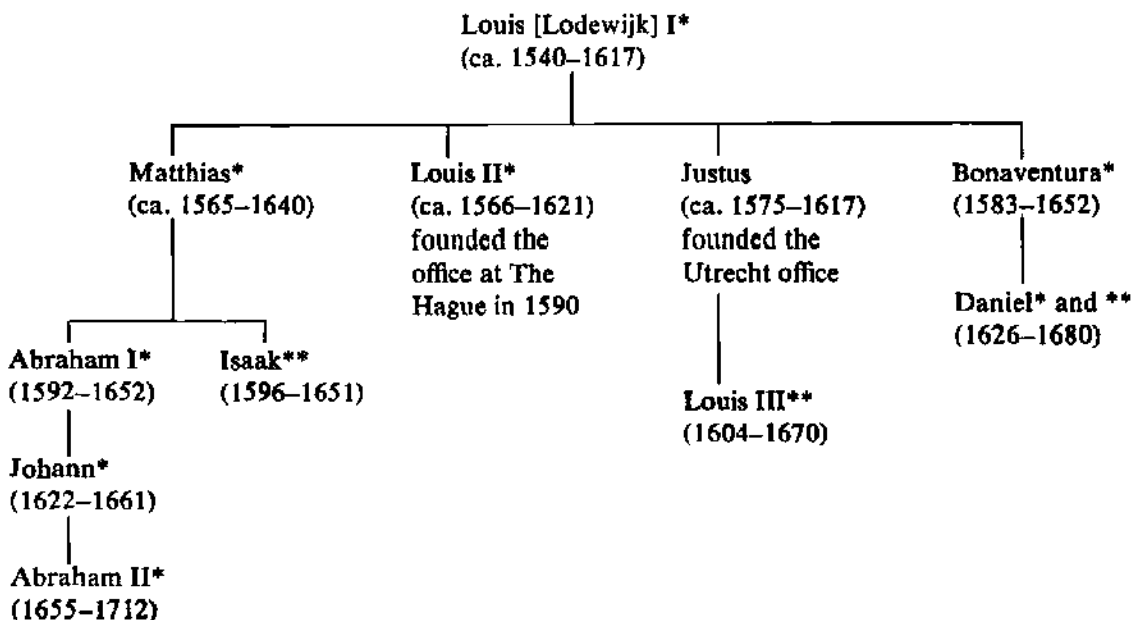 Louis [Lodewijk] I*
(ca. 1540–1617)
Matthias*
(ca. 1565–1640)
Louis II*
(ca. 1566–1621)
founded the
office at The
Hague in 1590
Justus
(ca. 1575–1617)
founded the
Utrecht office
Bonaventura*
(1583–1652)
Daniel* and **
(1626–1680)
Abraham I*
(1592–1652)
Isaak**
(1596–1651)
Louis III**
(1604–1670)
Johann*
(1622–1661)
Abraham II*
(1655–1712)